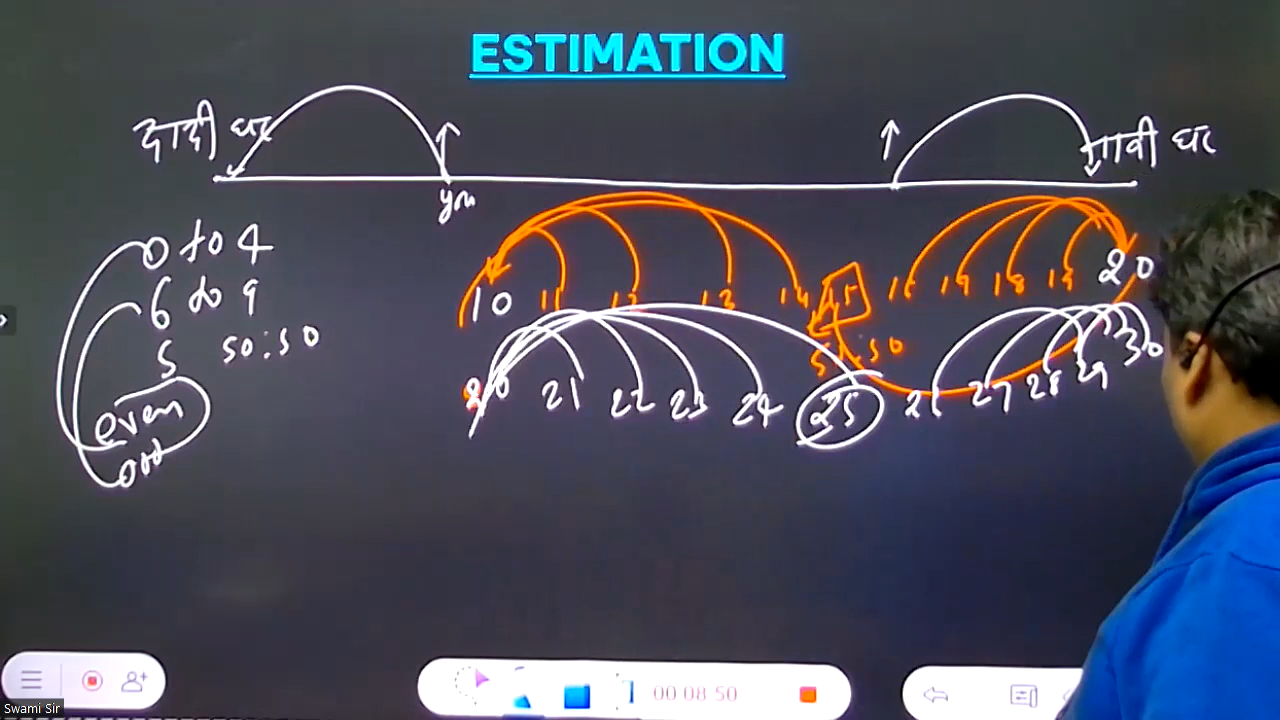 ESTIMATION
दादी घर
नानी घर
you
0 to 4
6 to 9
5 50:50
even
odd
10 11 12 13 14 15 16 17 18 19 20
50:50
20 21 22 23 24 25 26 27 28 29 30
00:08:50
Swami Sir